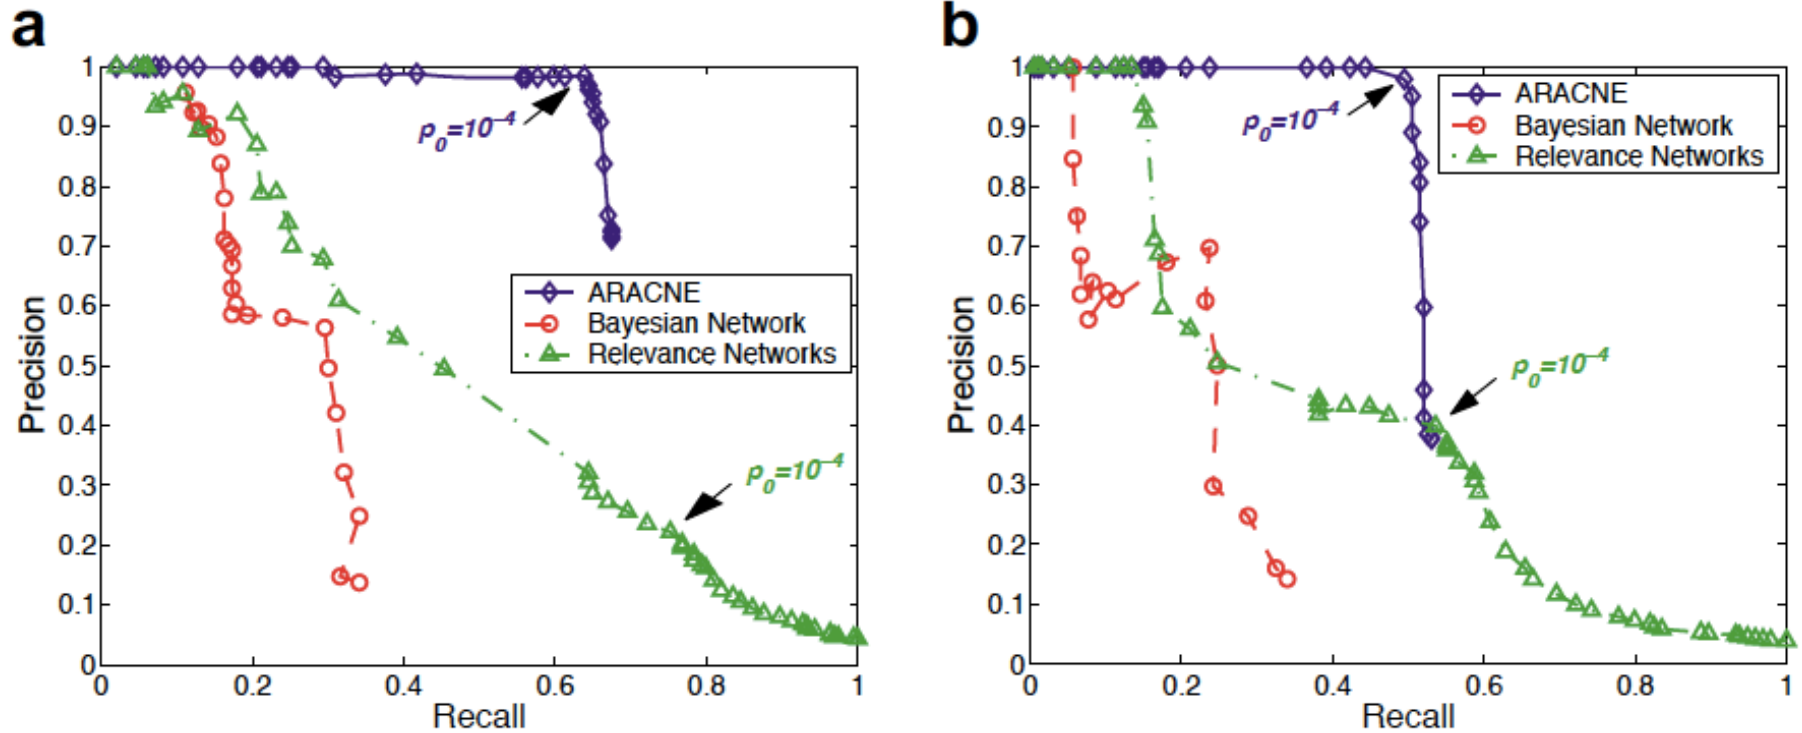 a
1
0.9
0.8
0.7
0.6
0.5
0.4
0.3
0.2
0.1
0
0
0.2
0.4
0.6
0.8
1
Precision
Recall
p0=10–4
ARACNE
Bayesian Network
Relevance Networks
p0=10–4
b
1
0.9
0.8
0.7
0.6
0.5
0.4
0.3
0.2
0.1
0
0
0.2
0.4
0.6
0.8
1
Precision
Recall
p0=10–4
ARACNE
Bayesian Network
Relevance Networks
p0=10–4